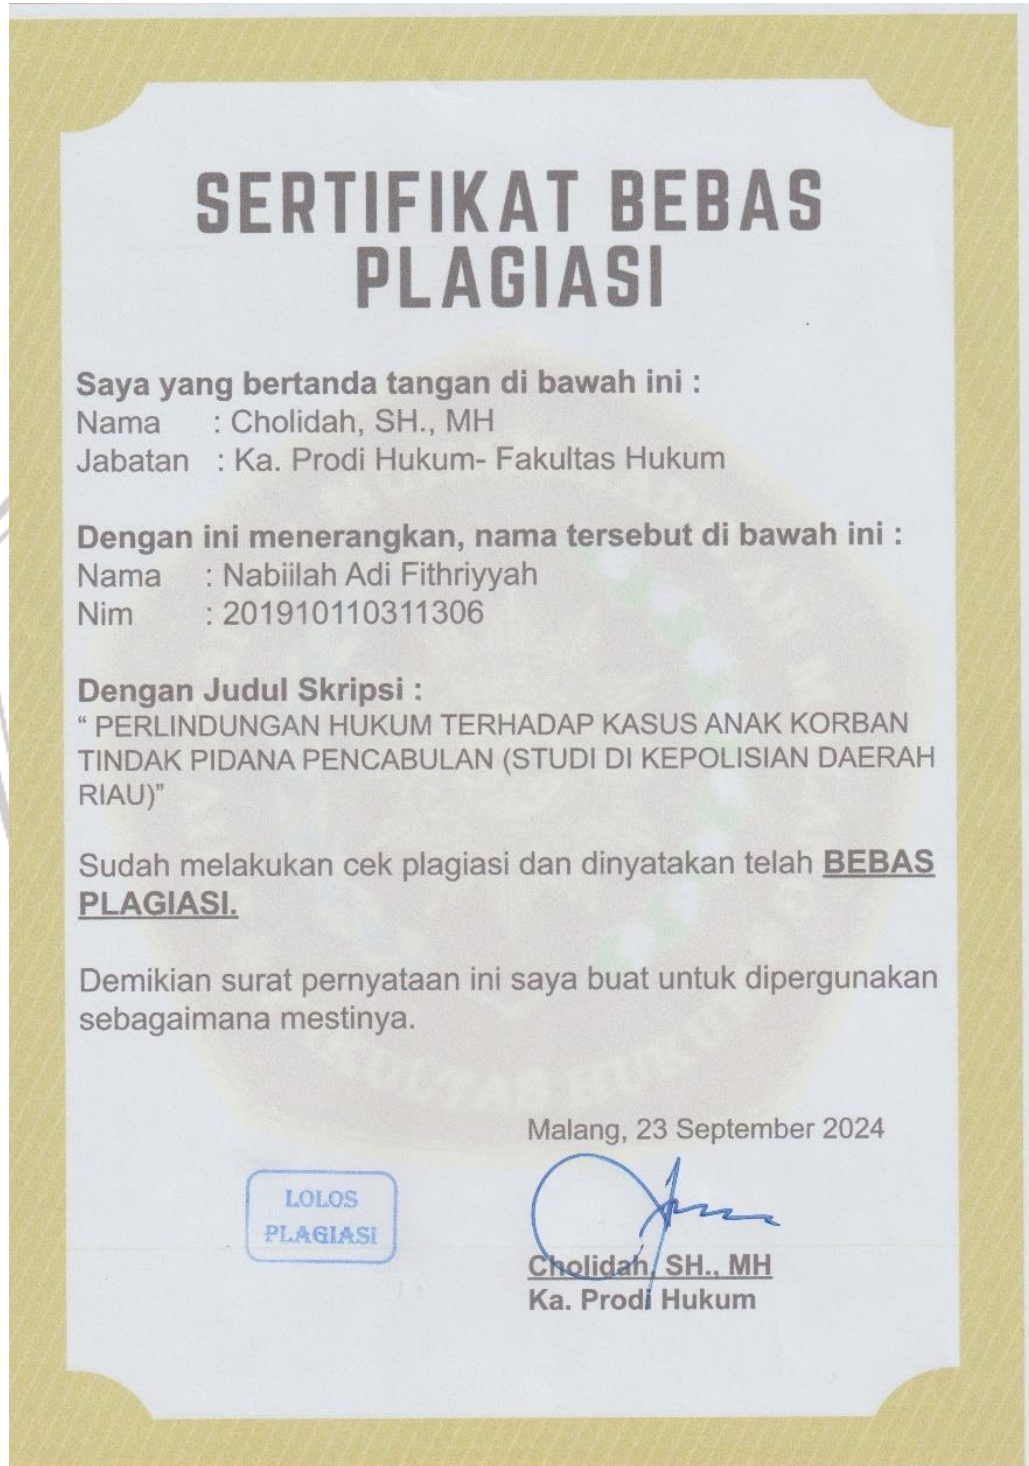 SERTIFIKAT BEBAS
PLAGIASI
Saya yang bertanda tangan di bawah ini :
Nama : Cholidah, SH., MH
Jabatan : Ka. Prodi Hukum- Fakultas Hukum
Dengan ini menerangkan, nama tersebut di bawah ini :
Nama : Nabiilah Adi Fithriyyah
Nim : 201910110311306
Dengan Judul Skripsi :
“ PERLINDUNGAN HUKUM TERHADAP KASUS ANAK KORBAN
TINDAK PIDANA PENCABULAN (STUDI DI KEPOLISIAN DAERAH
RIAU)”
Sudah melakukan cek plagiasi dan dinyatakan telah BEBAS
PLAGIASI.
Demikian surat pernyataan ini saya buat untuk dipergunakan
sebagaimana mestinya.
Malang, 23 September 2024
LOLOS
PLAGIASI
Cholidah, SH., MH
Ka. Prodi Hukum